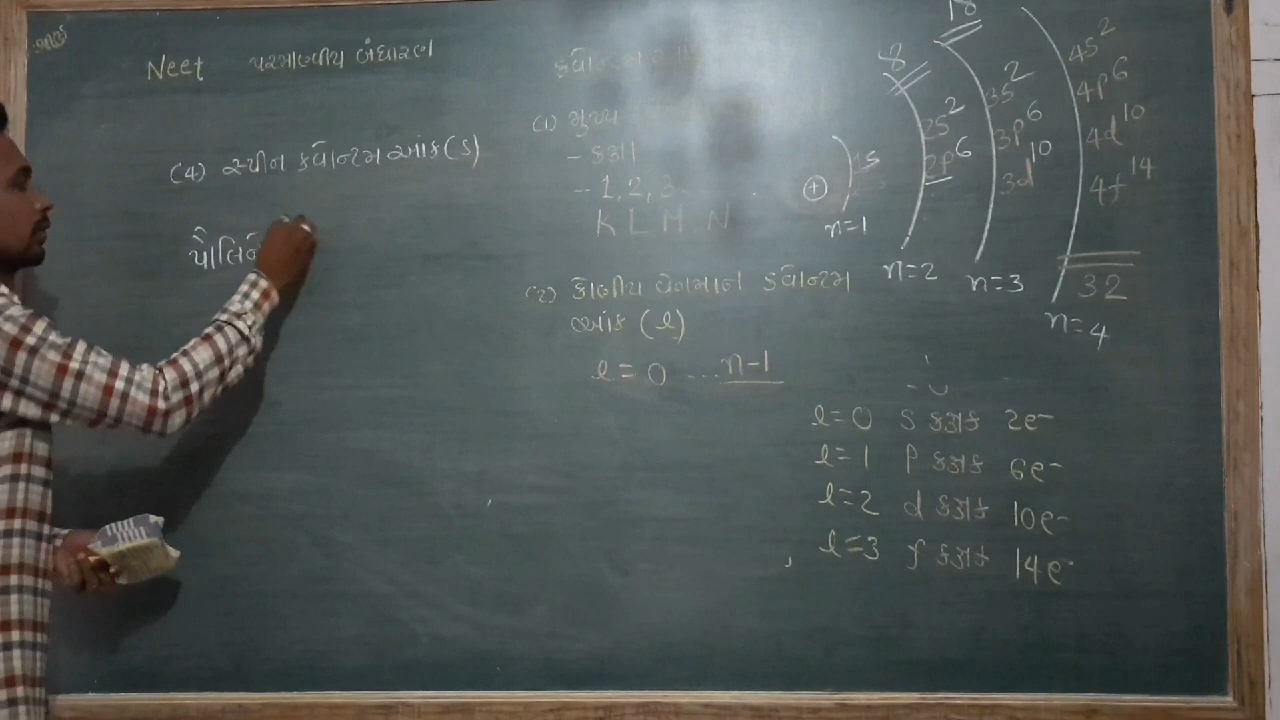 Neet પરમાણ્વીય બંધારણ
(4) સ્પીન ક્વૉન્ટમ આંક (s)
પૌલિન
ક્વૉન્ટમ
(1) મુખ્ય
- કક્ષા
- 1, 2, 3 . . .
K L M N
(2) કોણીય વેગમાન ક્વૉન્ટમ
આંક (l)
l = 0 ... n-1
+
1s
n=1
8
2s²
2p⁶
n=2
18
3s²
3p⁶
3d¹⁰
n=3
4s²
4p⁶
4d¹⁰
4f¹⁴
32
n=4
l=0 s કક્ષક 2e-
l=1 p કક્ષક 6e-
l=2 d કક્ષક 10e-
l=3 f કક્ષક 14e-